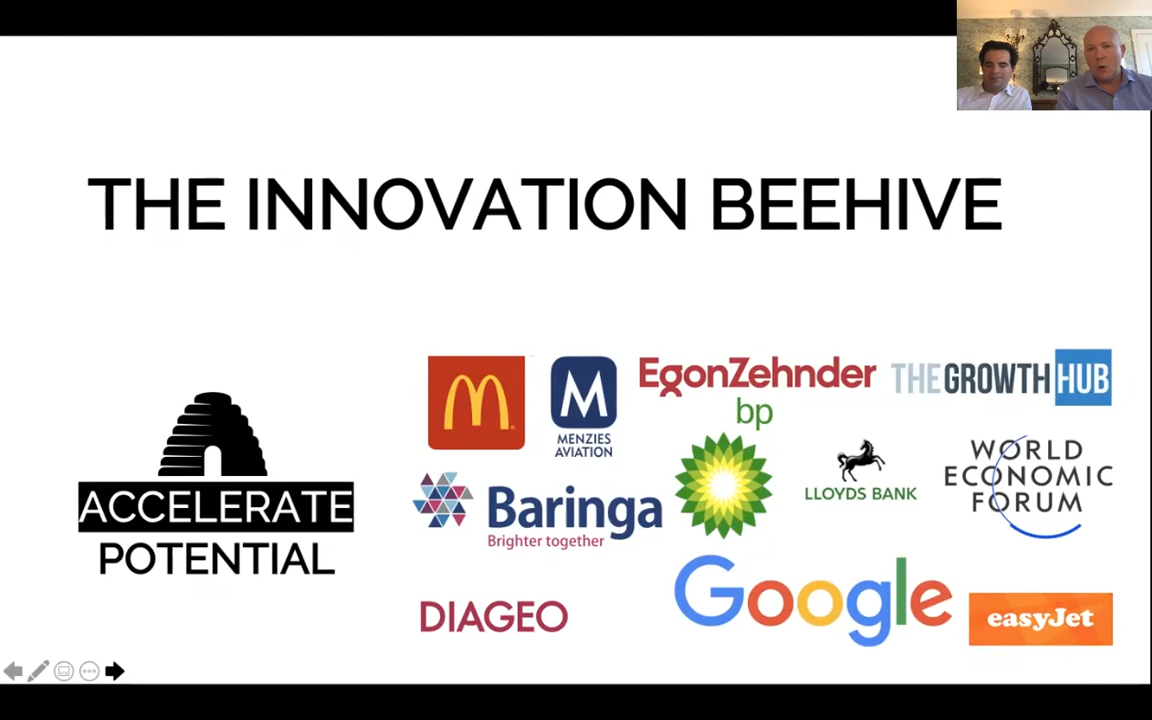 THE INNOVATION BEEHIVE
ACCELERATE
POTENTIAL
M
MENZIES
AVIATION
EgonZehnder
THE GROWTH HUB
bp
Baringa
Brighter together
LLOYDS BANK
WORLD
ECONOMIC
FORUM
DIAGEO
Google
easyJet